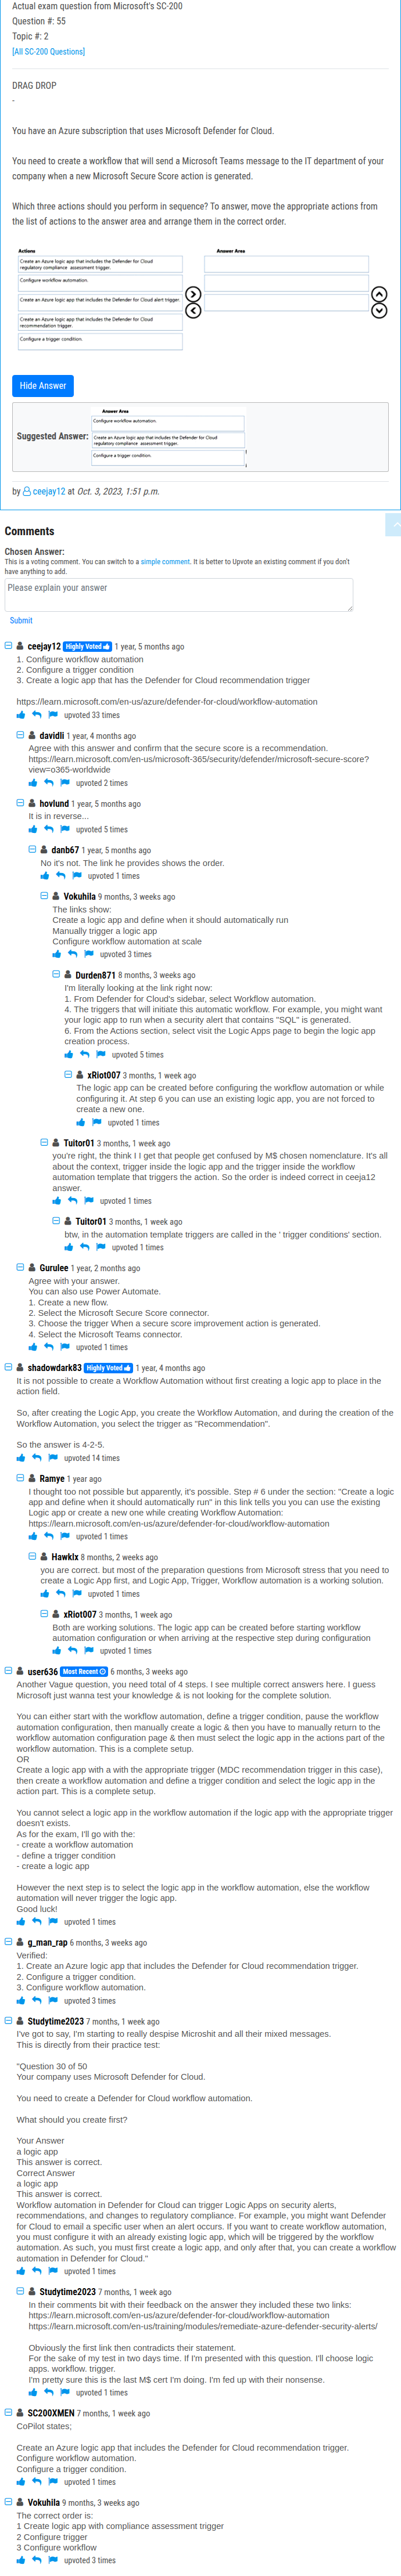 Actual exam question from Microsoft's SC-200
Question #: 55
Topic #: 2
[All SC-200 Questions]
DRAG DROP
-
You have an Azure subscription that uses Microsoft Defender for Cloud.
You need to create a workflow that will send a Microsoft Teams message to the IT department of your
company when a new Microsoft Secure Score action is generated.
Which three actions should you perform in sequence? To answer, move the appropriate actions from
the list of actions to the answer area and arrange them in the correct order.
Actions
Answer Area
Create an Azure logic app that includes the Defender for Cloud
regulatory compliance assessment trigger.
Configure workflow automation.
Create an Azure logic app that includes the Defender for Cloud alert trigger.
Create an Azure logic app that includes the Defender for Cloud
recommendation trigger.
Configure a trigger condition.
Hide Answer
Suggested Answer:
Answer Area
Configure workflow automation.
Create an Azure logic app that includes the Defender for Cloud
regulatory compliance assessment trigger.
Configure a trigger condition.
by ceejay12 at Oct. 3, 2023, 1:51 p.m.
Comments
Chosen Answer:
This is a voting comment. You can switch to a simple comment. It is better to Upvote an existing comment if you don't
have anything to add.
Please explain your answer
Submit
ceejay12 Highly Voted 1 year, 5 months ago
1. Configure workflow automation
2. Configure a trigger condition
3. Create a logic app that has the Defender for Cloud recommendation trigger
https://learn.microsoft.com/en-us/azure/defender-for-cloud/workflow-automation
upvoted 33 times
davidli 1 year, 4 months ago
Agree with this answer and confirm that the secure score is a recommendation.
https://learn.microsoft.com/en-us/microsoft-365/security/defender/microsoft-secure-score?
view=o365-worldwide
upvoted 2 times
hovlund 1 year, 5 months ago
It is in reverse...
upvoted 5 times
danb67 1 year, 5 months ago
No it's not. The link he provides shows the order.
upvoted 1 times
Vokuhila 9 months, 3 weeks ago
The links show:
Create a logic app and define when it should automatically run
Manually trigger a logic app
Configure workflow automation at scale
upvoted 3 times
Durden871 8 months, 3 weeks ago
I'm literally looking at the link right now:
1. From Defender for Cloud's sidebar, select Workflow automation.
4. The triggers that will initiate this automatic workflow. For example, you might want
your logic app to run when a security alert that contains "SQL" is generated.
6. From the Actions section, select visit the Logic Apps page to begin the logic app
creation process.
upvoted 5 times
xRiot007 3 months, 1 week ago
The logic app can be created before configuring the workflow automation or while
configuring it. At step 6 you can use an existing logic app, you are not forced to
create a new one.
upvoted 1 times
Tuitor01 3 months, 1 week ago
you're right, the think I I get that people get confused by M$ chosen nomenclature. It's all
about the context, trigger inside the logic app and the trigger inside the workflow
automation template that triggers the action. So the order is indeed correct in ceeja12
answer.
upvoted 1 times
Tuitor01 3 months, 1 week ago
btw, in the automation template triggers are called in the ' trigger conditions' section.
upvoted 1 times
Gurulee 1 year, 2 months ago
Agree with your answer.
You can also use Power Automate.
1. Create a new flow.
2. Select the Microsoft Secure Score connector.
3. Choose the trigger When a secure score improvement action is generated.
4. Select the Microsoft Teams connector.
upvoted 1 times
shadowdark83 Highly Voted 1 year, 4 months ago
It is not possible to create a Workflow Automation without first creating a logic app to place in the
action field.
So, after creating the Logic App, you create the Workflow Automation, and during the creation of the
Workflow Automation, you select the trigger as "Recommendation".
So the answer is 4-2-5.
upvoted 14 times
Ramye 1 year ago
I thought too not possible but apparently, it's possible. Step # 6 under the section: "Create a logic
app and define when it should automatically run" in this link tells you you can use the existing
Logic app or create a new one while creating Workflow Automation:
https://learn.microsoft.com/en-us/azure/defender-for-cloud/workflow-automation
upvoted 1 times
Hawklx 8 months, 2 weeks ago
you are correct. but most of the preparation questions from Microsoft stress that you need to
create a Logic App first, and Logic App, Trigger, Workflow automation is a working solution.
upvoted 1 times
xRiot007 3 months, 1 week ago
Both are working solutions. The logic app can be created before starting workflow
automation configuration or when arriving at the respective step during configuration
upvoted 1 times
user636 Most Recent 6 months, 3 weeks ago
Another Vague question, you need total of 4 steps. I see multiple correct answers here. I guess
Microsoft just wanna test your knowledge & is not looking for the complete solution.
You can either start with the workflow automation, define a trigger condition, pause the workflow
automation configuration, then manually create a logic & then you have to manually return to the
workflow automation configuration page & then must select the logic app in the actions part of the
workflow automation. This is a complete setup.
OR
Create a logic app with a with the appropriate trigger (MDC recommendation trigger in this case),
then create a workflow automation and define a trigger condition and select the logic app in the
action part. This is a complete setup.
You cannot select a logic app in the workflow automation if the logic app with the appropriate trigger
doesn't exists.
As for the exam, I'll go with the:
- create a workflow automation
- define a trigger condition
- create a logic app
However the next step is to select the logic app in the workflow automation, else the workflow
automation will never trigger the logic app.
Good luck!
upvoted 1 times
g_man_rap 6 months, 3 weeks ago
Verified:
1. Create an Azure logic app that includes the Defender for Cloud recommendation trigger.
2. Configure a trigger condition.
3. Configure workflow automation.
upvoted 3 times
Studytime2023 7 months, 1 week ago
I've got to say, I'm starting to really despise Microshit and all their mixed messages.
This is directly from their practice test:
"Question 30 of 50
Your company uses Microsoft Defender for Cloud.
You need to create a Defender for Cloud workflow automation.
What should you create first?
Your Answer
a logic app
This answer is correct.
Correct Answer
a logic app
This answer is correct.
Workflow automation in Defender for Cloud can trigger Logic Apps on security alerts,
recommendations, and changes to regulatory compliance. For example, you might want Defender
for Cloud to email a specific user when an alert occurs. If you want to create workflow automation,
you must configure it with an already existing logic app, which will be triggered by the workflow
automation. As such, you must first create a logic app, and only after that, you can create a workflow
automation in Defender for Cloud."
upvoted 1 times
Studytime2023 7 months, 1 week ago
In their comments bit with their feedback on the answer they included these two links:
https://learn.microsoft.com/en-us/azure/defender-for-cloud/workflow-automation
https://learn.microsoft.com/en-us/training/modules/remediate-azure-defender-security-alerts/
Obviously the first link then contradicts their statement.
For the sake of my test in two days time. If I'm presented with this question. I'll choose logic
apps. workflow. trigger.
I'm pretty sure this is the last M$ cert I'm doing. I'm fed up with their nonsense.
upvoted 1 times
SC200XMEN 7 months, 1 week ago
CoPilot states;
Create an Azure logic app that includes the Defender for Cloud recommendation trigger.
Configure workflow automation.
Configure a trigger condition.
upvoted 1 times
Vokuhila 9 months, 3 weeks ago
The correct order is:
1 Create logic app with compliance assessment trigger
2 Configure trigger
3 Configure workflow
upvoted 3 times